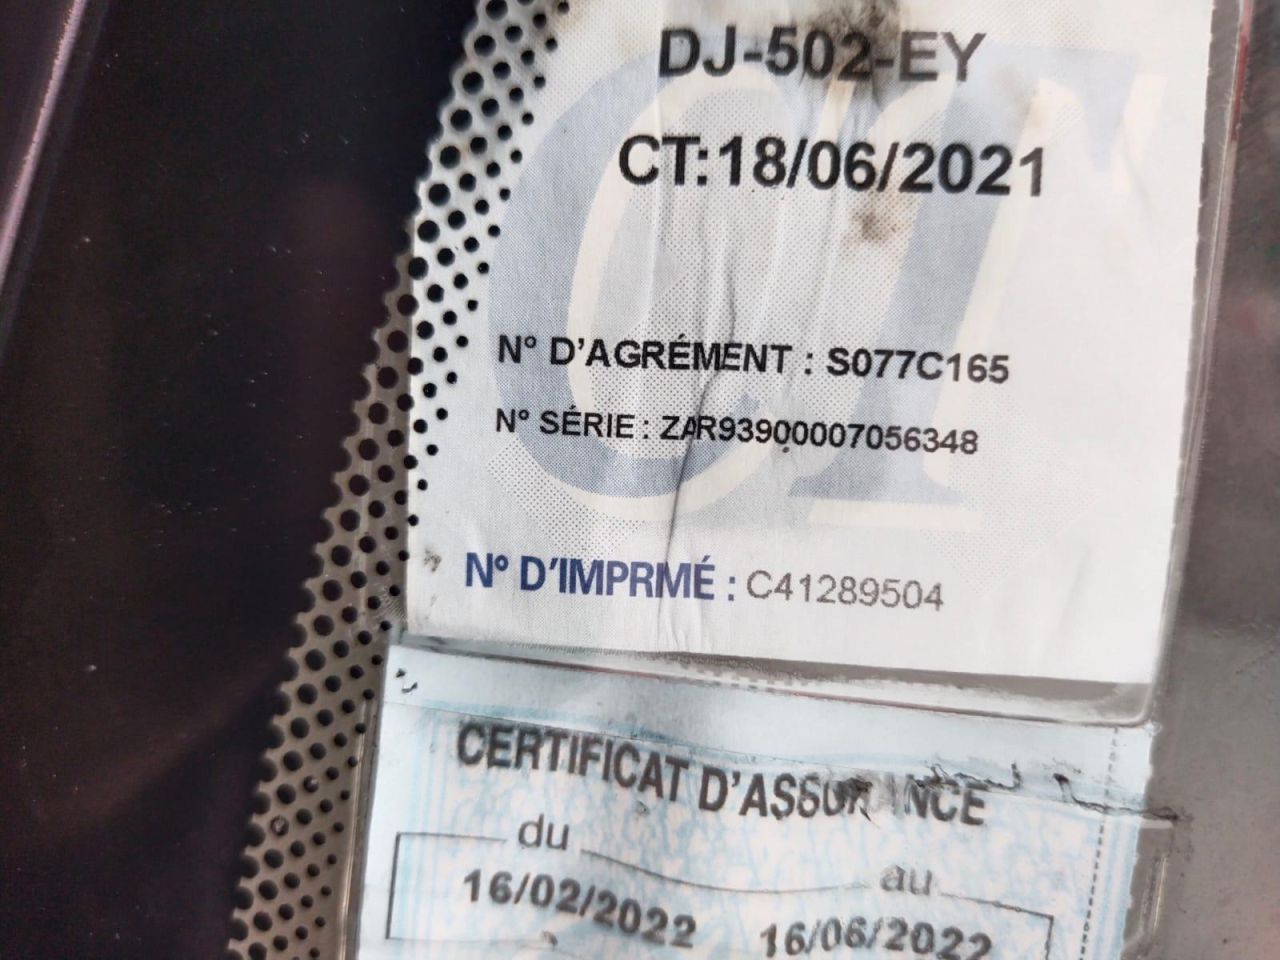 DJ-502-EY
CT:18/06/2021
CT
N° D'AGRÉMENT : S077C165
N° SÉRIE : ZAR93900007056348
N° D'IMPRMÉ : C41289504
CERTIFICAT D'ASSURANCE
du au
16/02/2022 16/06/2022